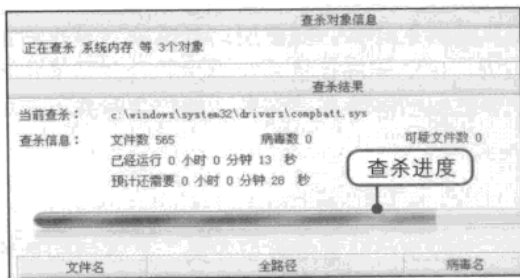 查杀对象信息
正在查杀 系统内存 等 3个对象
查杀结果
当前查杀： c:\windows\system32\drivers\compbatt.sys
查杀信息： 文件数 565 病毒数 0 可疑文件数 0
已经运行 0 小时 0 分钟 13 秒
预计还需要 0 小时 0 分钟 28 秒
查杀进度
文件名 全路径 病毒名